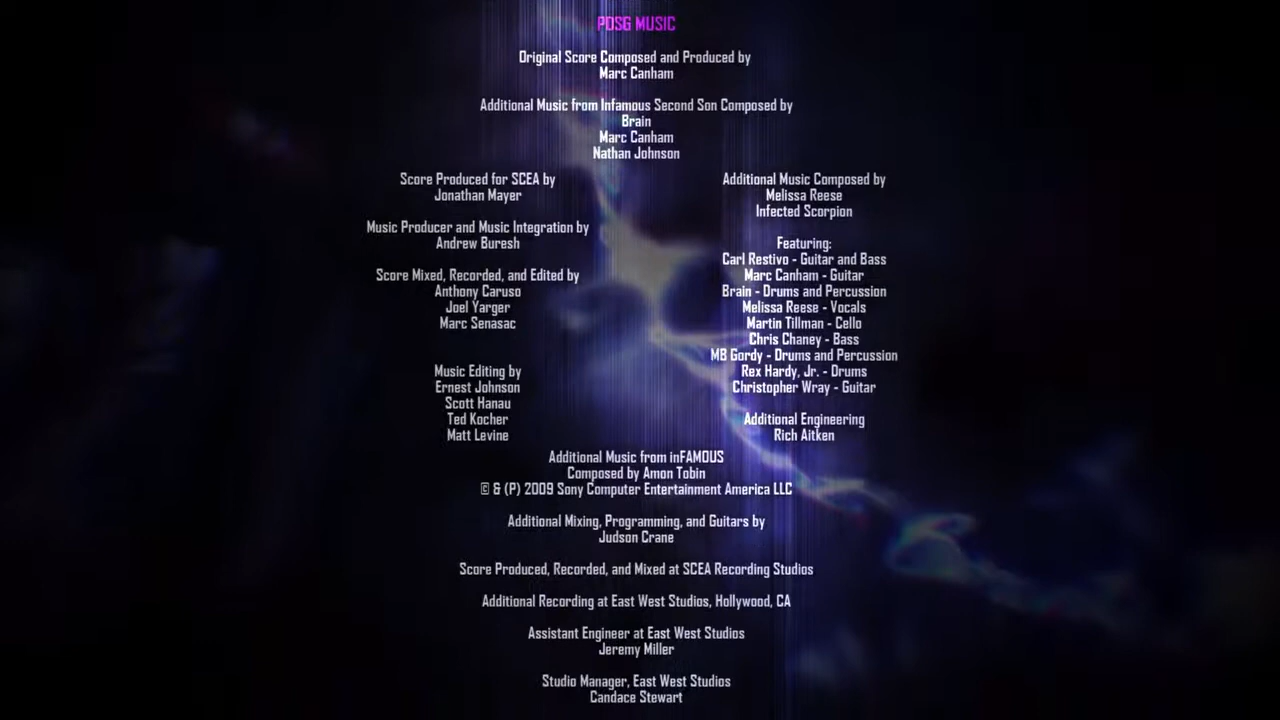 PDSG MUSIC
Original Score Composed and Produced by
Marc Canham
Additional Music from Infamous Second Son Composed by
Brain
Marc Canham
Nathan Johnson
Score Produced for SCEA by
Jonathan Mayer
Music Producer and Music Integration by
Andrew Buresh
Score Mixed, Recorded, and Edited by
Anthony Caruso
Joel Yarger
Marc Senasac
Music Editing by
Ernest Johnson
Scott Hanau
Ted Kocher
Matt Levine
Additional Music Composed by
Melissa Reese
Infected Scorpion
Featuring:
Carl Restivo - Guitar and Bass
Marc Canham - Guitar
Brain - Drums and Percussion
Melissa Reese - Vocals
Martin Tillman - Cello
Chris Chaney - Bass
MB Gordy - Drums and Percussion
Rex Hardy, Jr. - Drums
Christopher Wray - Guitar
Additional Engineering
Rich Aitken
Additional Music from inFAMOUS
Composed by Amon Tobin
© & (P) 2009 Sony Computer Entertainment America LLC
Additional Mixing, Programming, and Guitars by
Judson Crane
Score Produced, Recorded, and Mixed at SCEA Recording Studios
Additional Recording at East West Studios, Hollywood, CA
Assistant Engineer at East West Studios
Jeremy Miller
Studio Manager, East West Studios
Candace Stewart